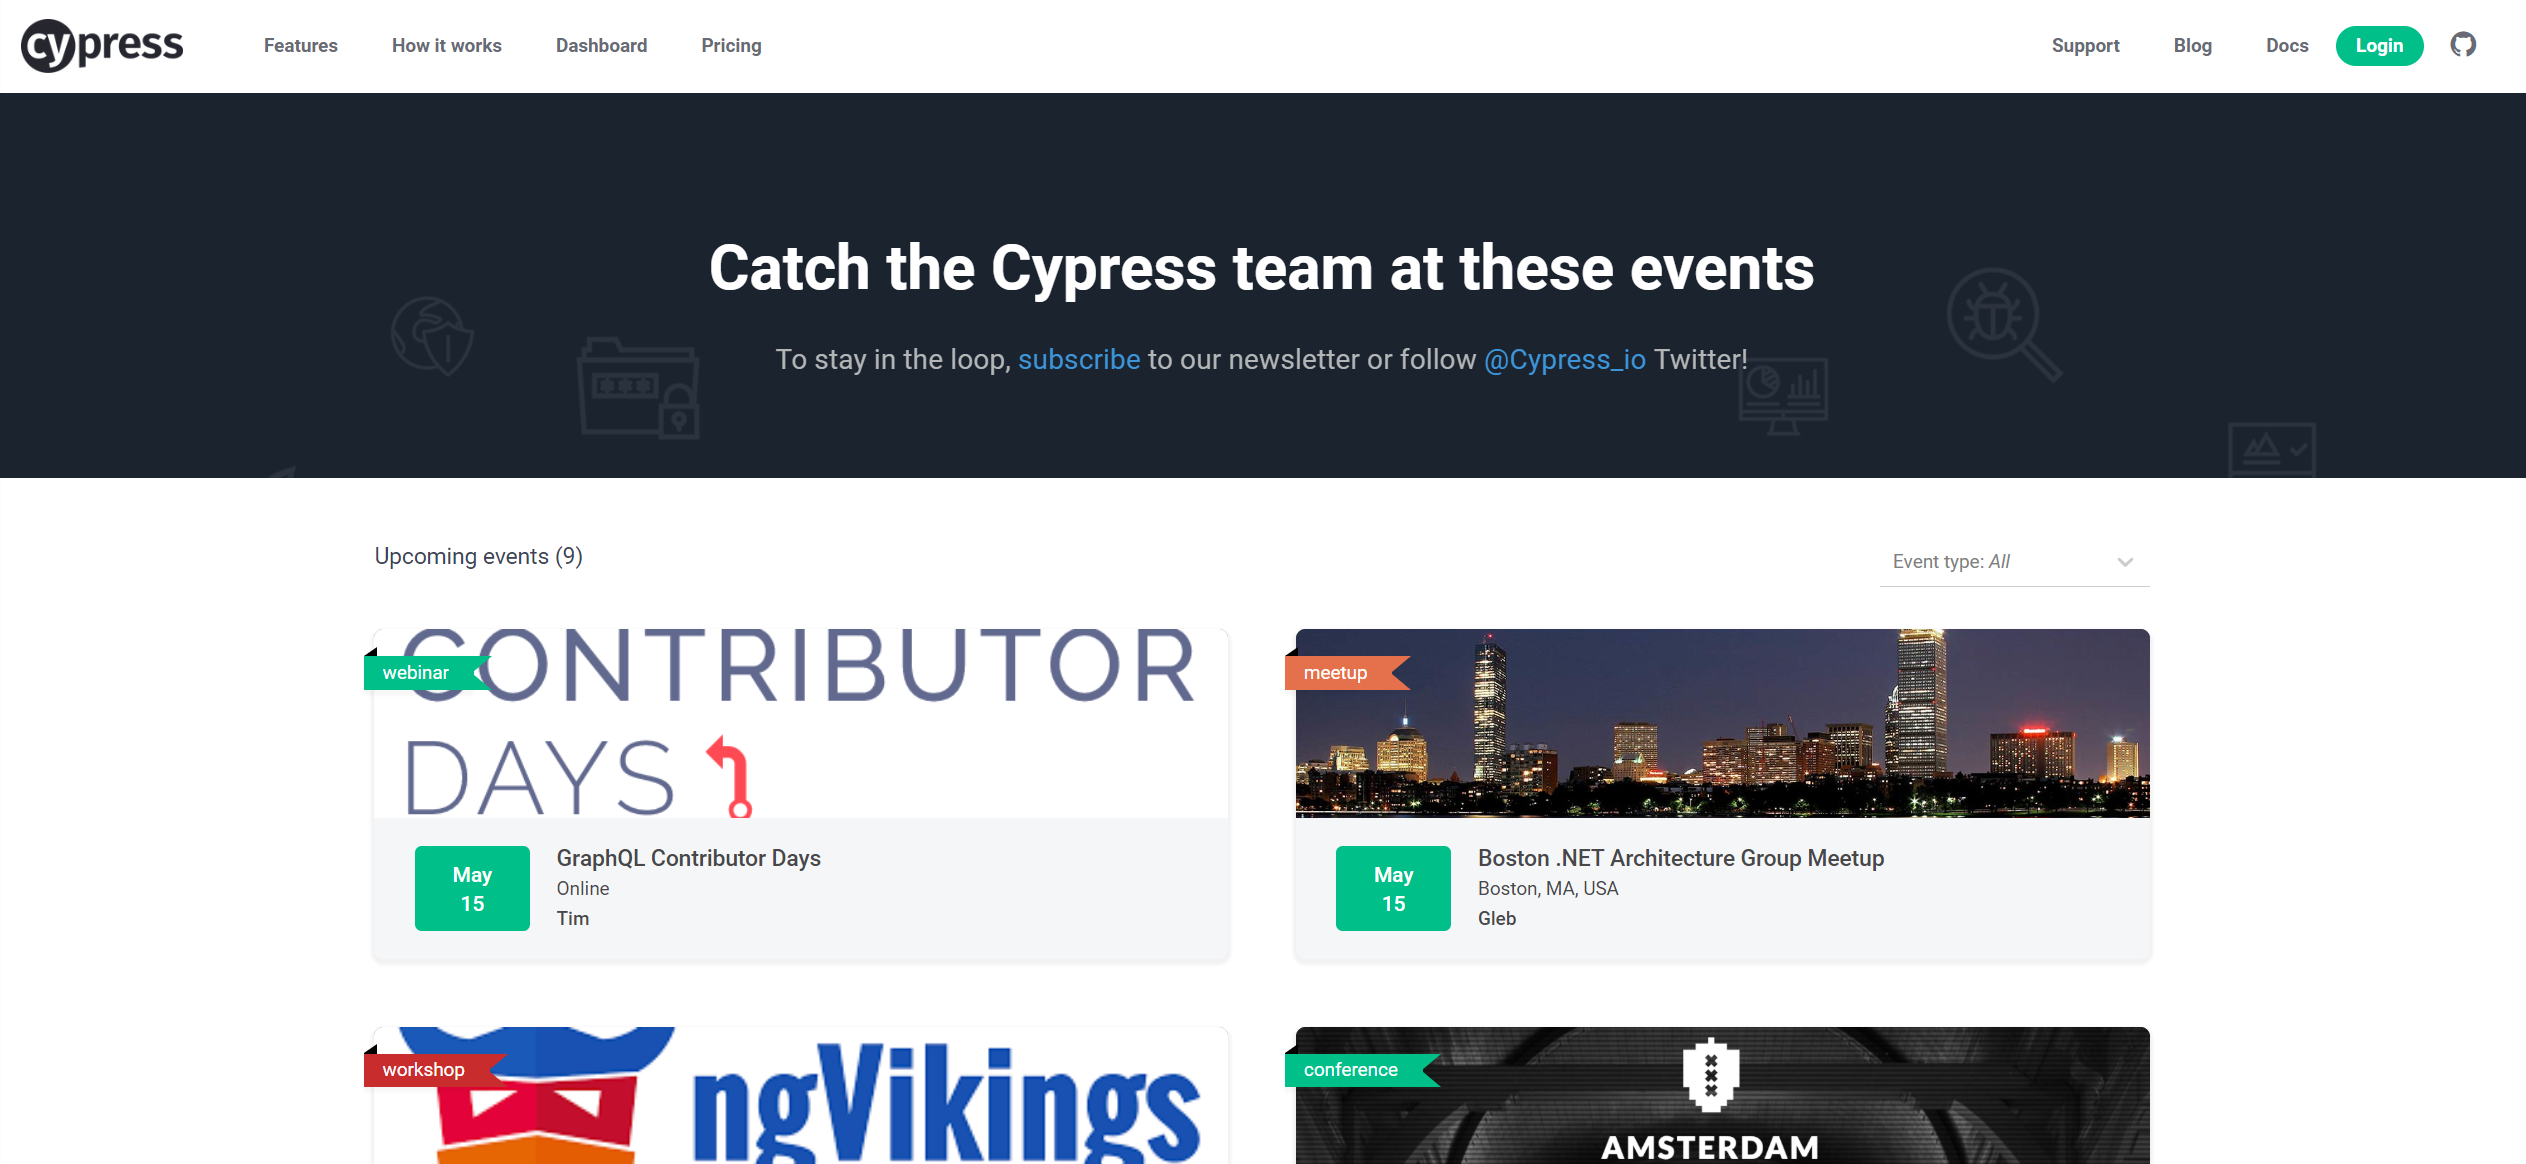 cypress
Features How it works Dashboard Pricing Support Blog Docs Login
Catch the Cypress team at these events
To stay in the loop, subscribe to our newsletter or follow @Cypress_io Twitter!
Upcoming events (9)
Event type: All
CONTRIBUTOR
webinar
DAYS
May
15
GraphQL Contributor Days
Online
Tim
meetup
May
15
Boston .NET Architecture Group Meetup
Boston, MA, USA
Gleb
workshop
ngVikings
conference
AMSTERDAM